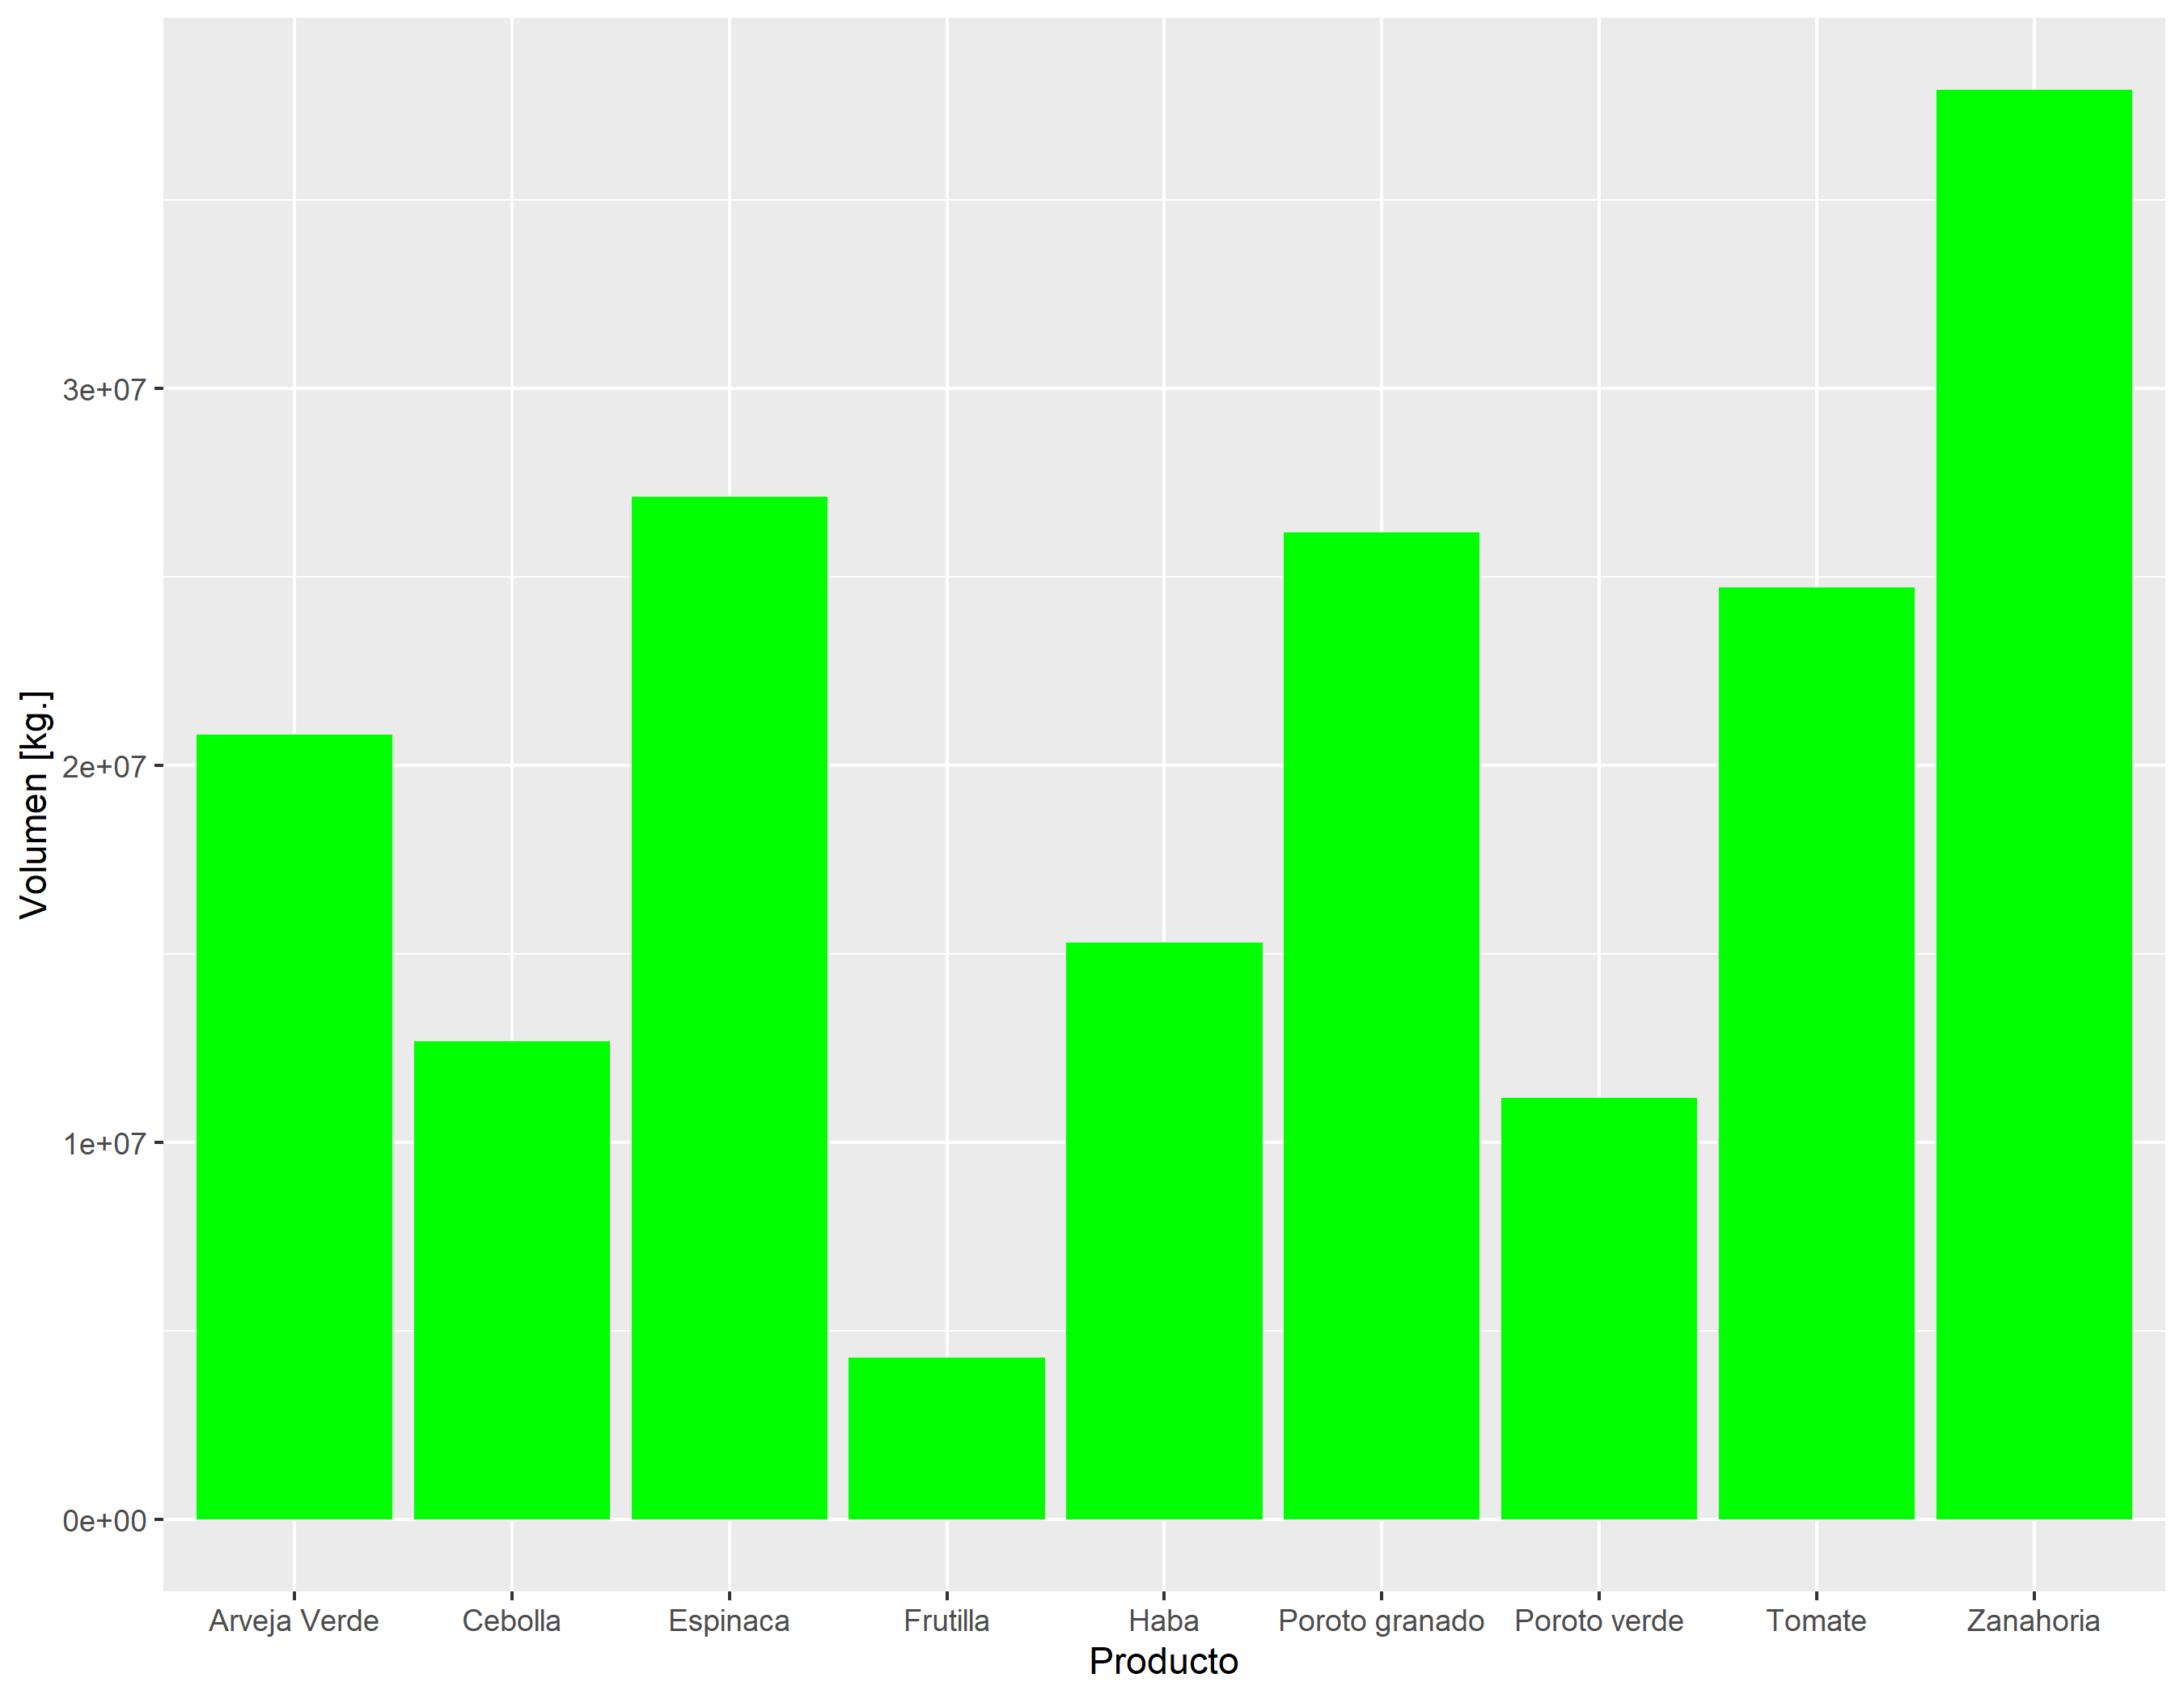 Volumen [kg.]
3e+07
2e+07
1e+07
0e+00
Arveja Verde Cebolla Espinaca Frutilla Haba Poroto granado Poroto verde Tomate Zanahoria
Producto